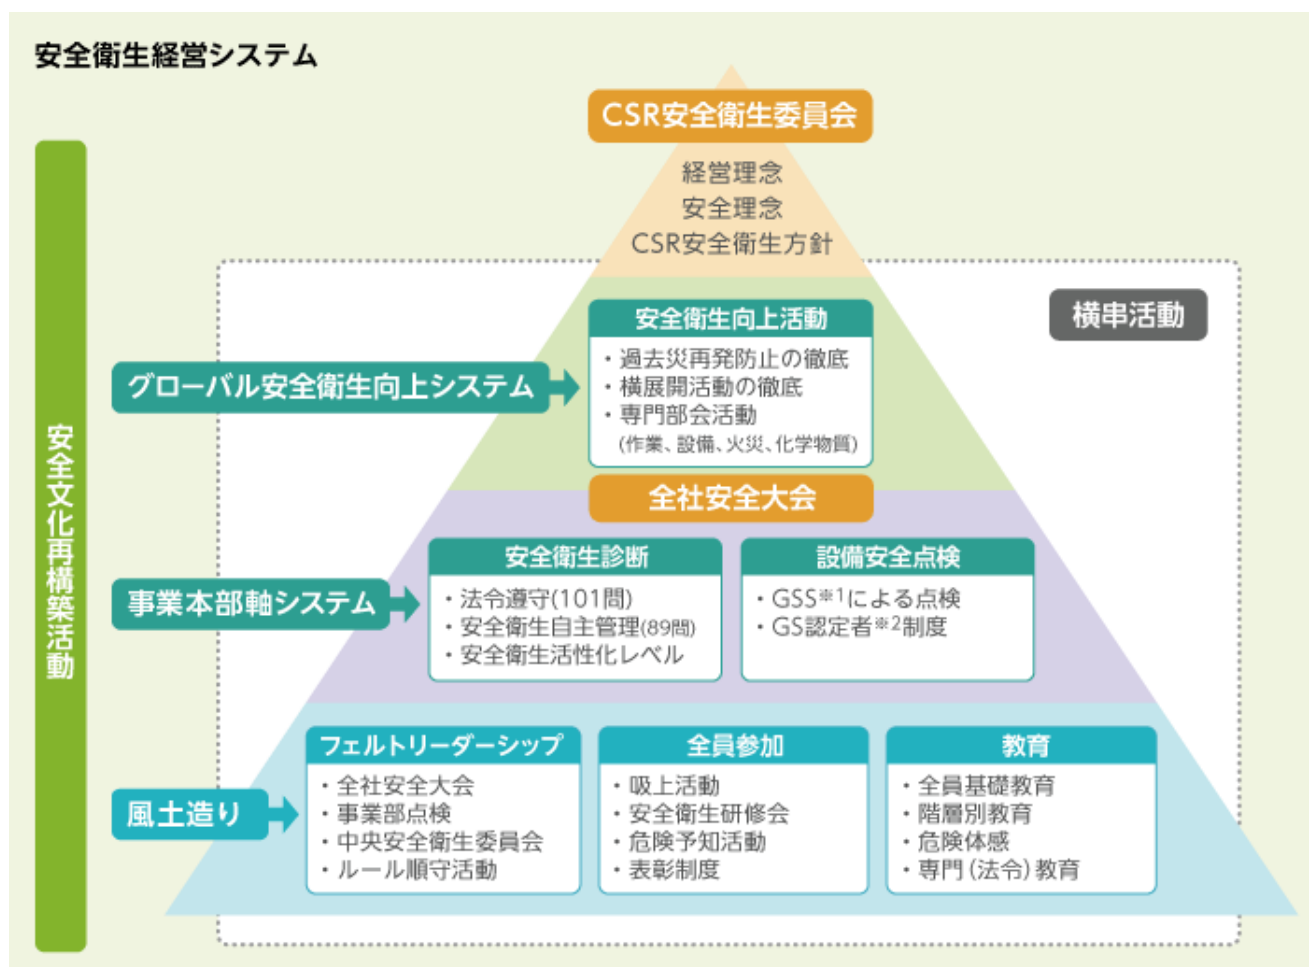 安全衛生経営システム
CSR安全衛生委員会
経営理念
安全理念
CSR安全衛生方針
横串活動
安全文化再構築活動
グローバル安全衛生向上システム
安全衛生向上活動
・過去災再発防止の徹底
・横展開活動の徹底
・専門部会活動
(作業、設備、火災、化学物質)
全社安全大会
事業本部軸システム
安全衛生診断
・法令遵守(101問)
・安全衛生自主管理(89問)
・安全衛生活性化レベル
設備安全点検
・GSS※1による点検
・GS認定者※2制度
風土造り
フェルトリーダーシップ
・全社安全大会
・事業部点検
・中央安全衛生委員会
・ルール順守活動
全員参加
・吸上活動
・安全衛生研修会
・危険予知活動
・表彰制度
教育
・全員基礎教育
・階層別教育
・危険体感
・専門(法令)教育